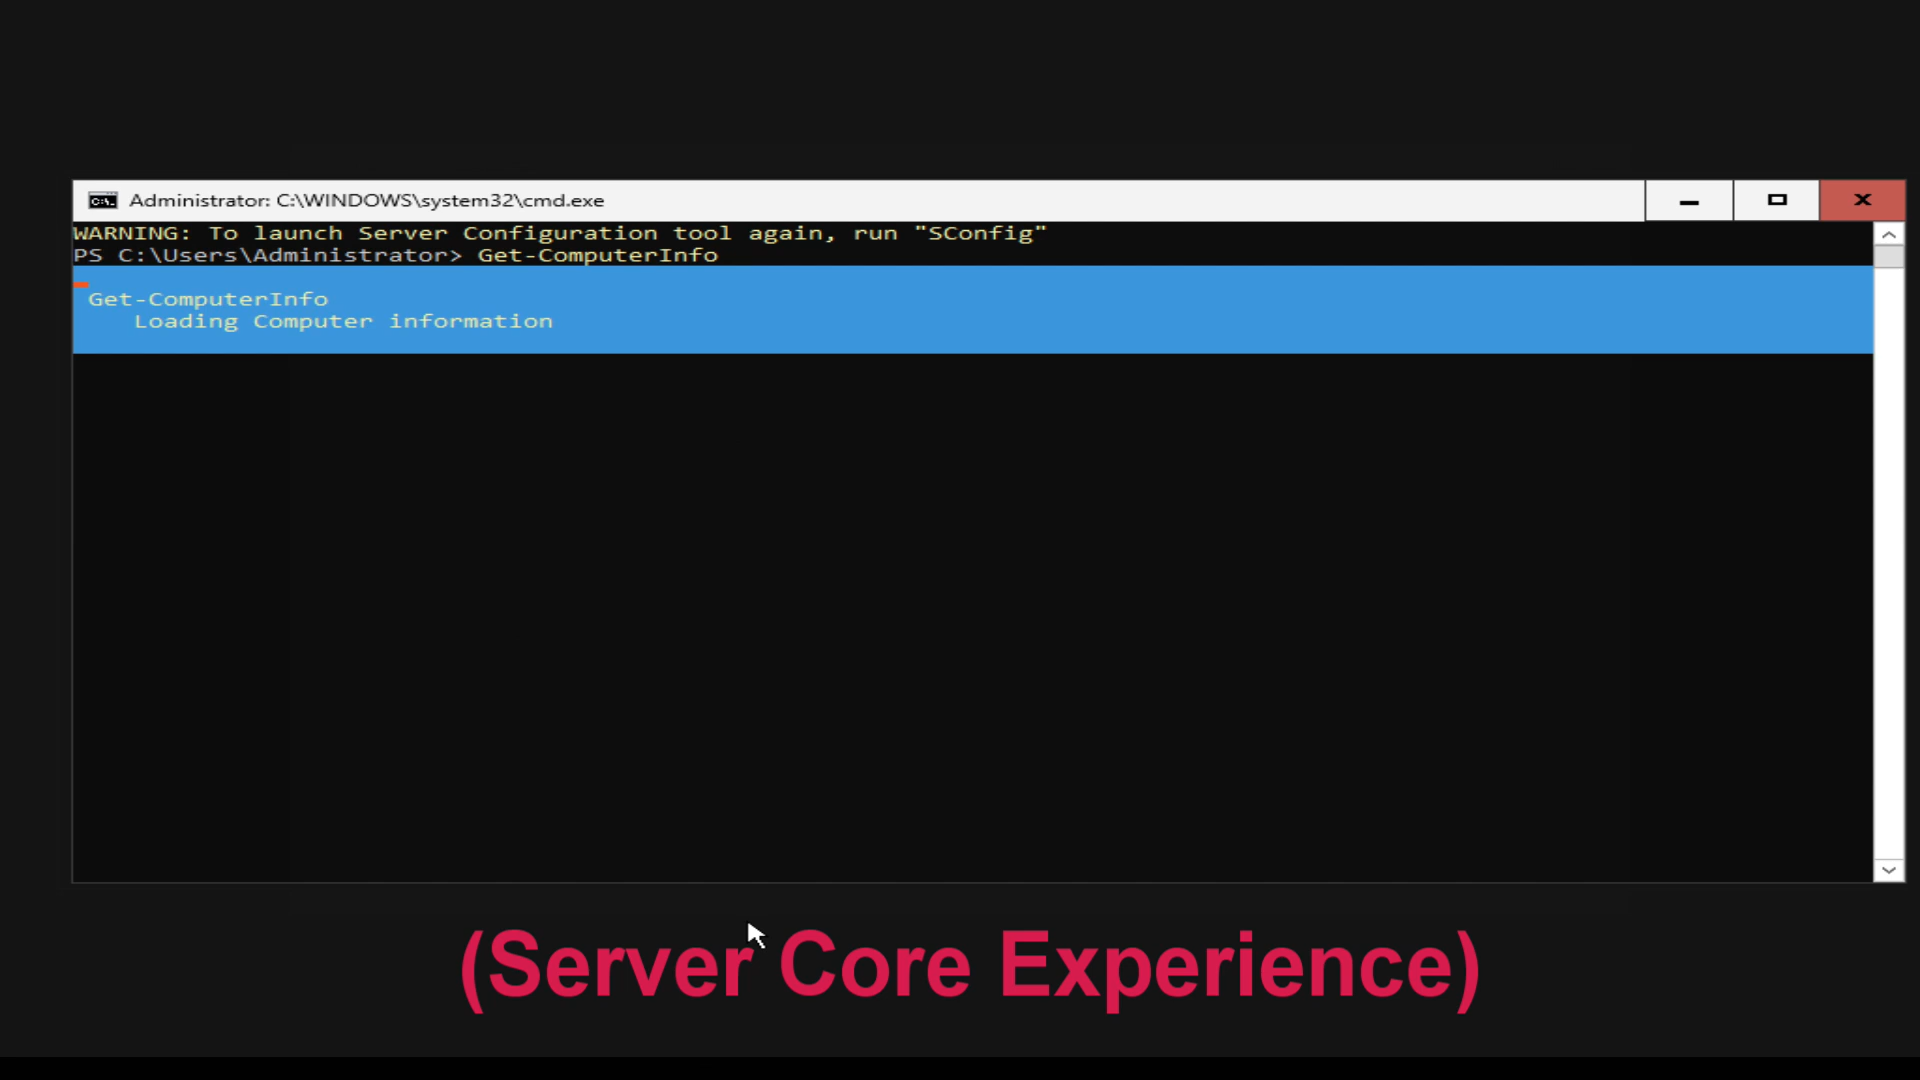 Administrator: C:\WINDOWS\system32\cmd.exe
WARNING: To launch Server Configuration tool again, run "SConfig"
PS C:\Users\Administrator> Get-ComputerInfo
Get-ComputerInfo
Loading Computer information
(Server Core Experience)